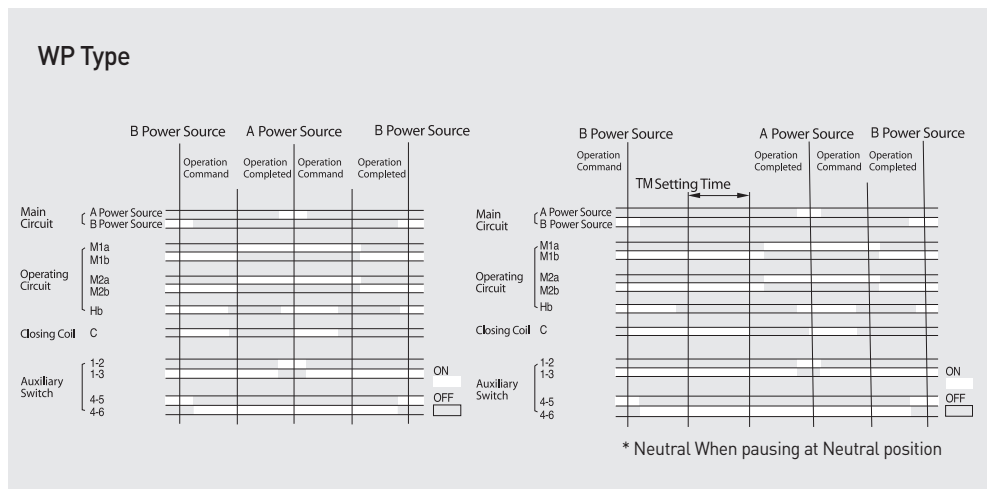 WP Type
B Power Source A Power Source B Power Source
Operation Command
Operation Completed
Operation Command
Operation Completed
Main Circuit
A Power Source
B Power Source
Operating Circuit
M1a
M1b
M2a
M2b
Hb
Closing Coil C
Auxiliary Switch
1-2
1-3
4-5
4-6
ON
OFF
B Power Source A Power Source B Power Source
Operation Command
Operation Completed
Operation Command
Operation Completed
TM Setting Time
Main Circuit
A Power Source
B Power Source
Operating Circuit
M1a
M1b
M2a
M2b
Hb
Closing Coil C
Auxiliary Switch
1-2
1-3
4-5
4-6
ON
OFF
* Neutral When pausing at Neutral position